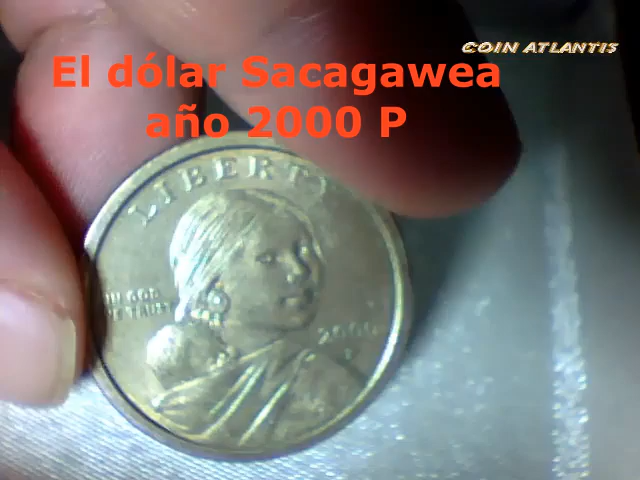 COIN ATLANTIS
El dólar Sacagawea
año 2000 P
LIBERTY
IN GOD
WE TRUST
2000
P